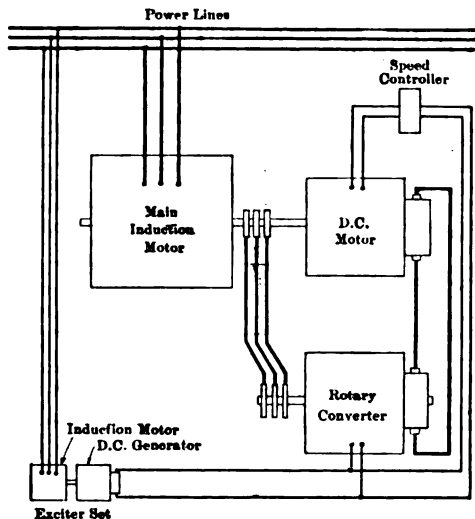 Power Lines
Speed
Controller
Main
Induction
Motor
D.C.
Motor
Rotary
Converter
Induction Motor
D.C. Generator
Exciter Set